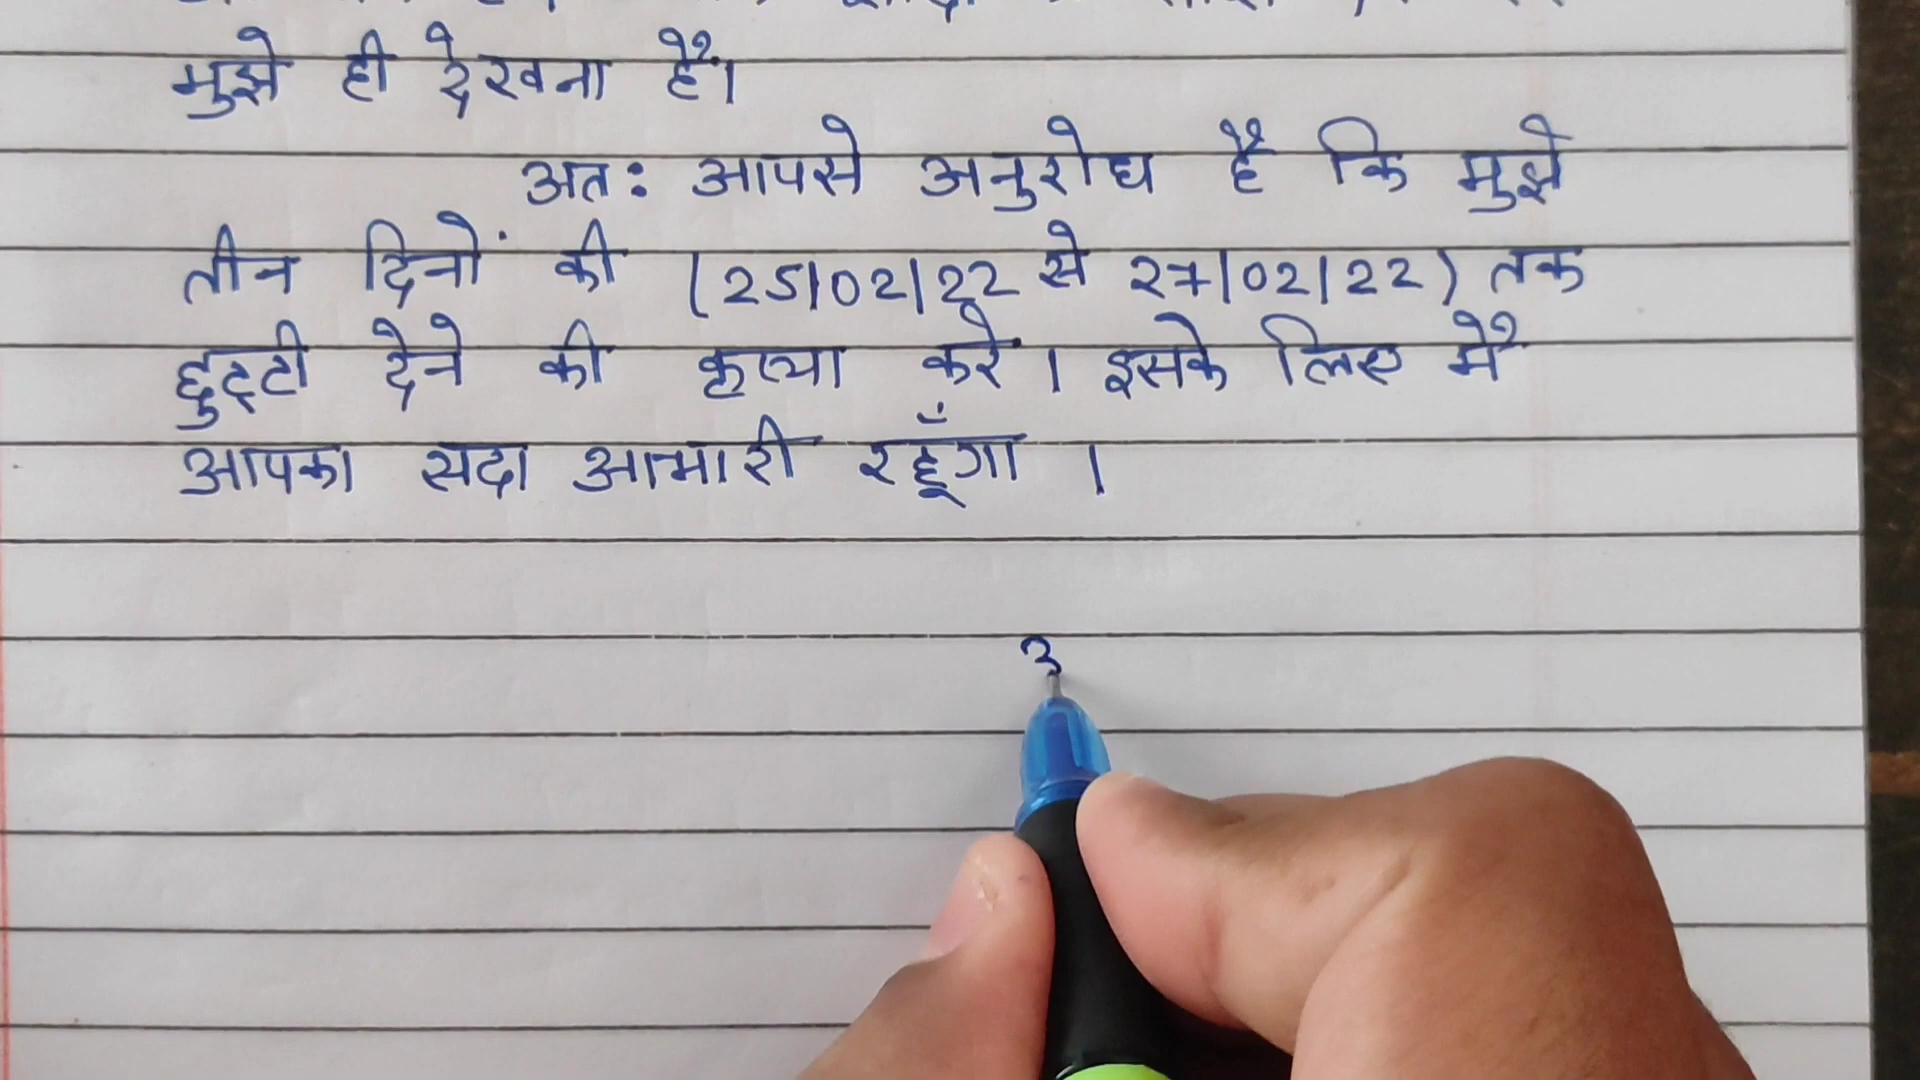 मुझे ही देखना है।
अतः आपसे अनुरोध है कि मुझे
तीन दिनों की (25/02/22 से 27/02/22) तक
छुट्टी देने की कृप्या करें। इसके लिए मैं
आपका सदा आभारी रहूँगा ।